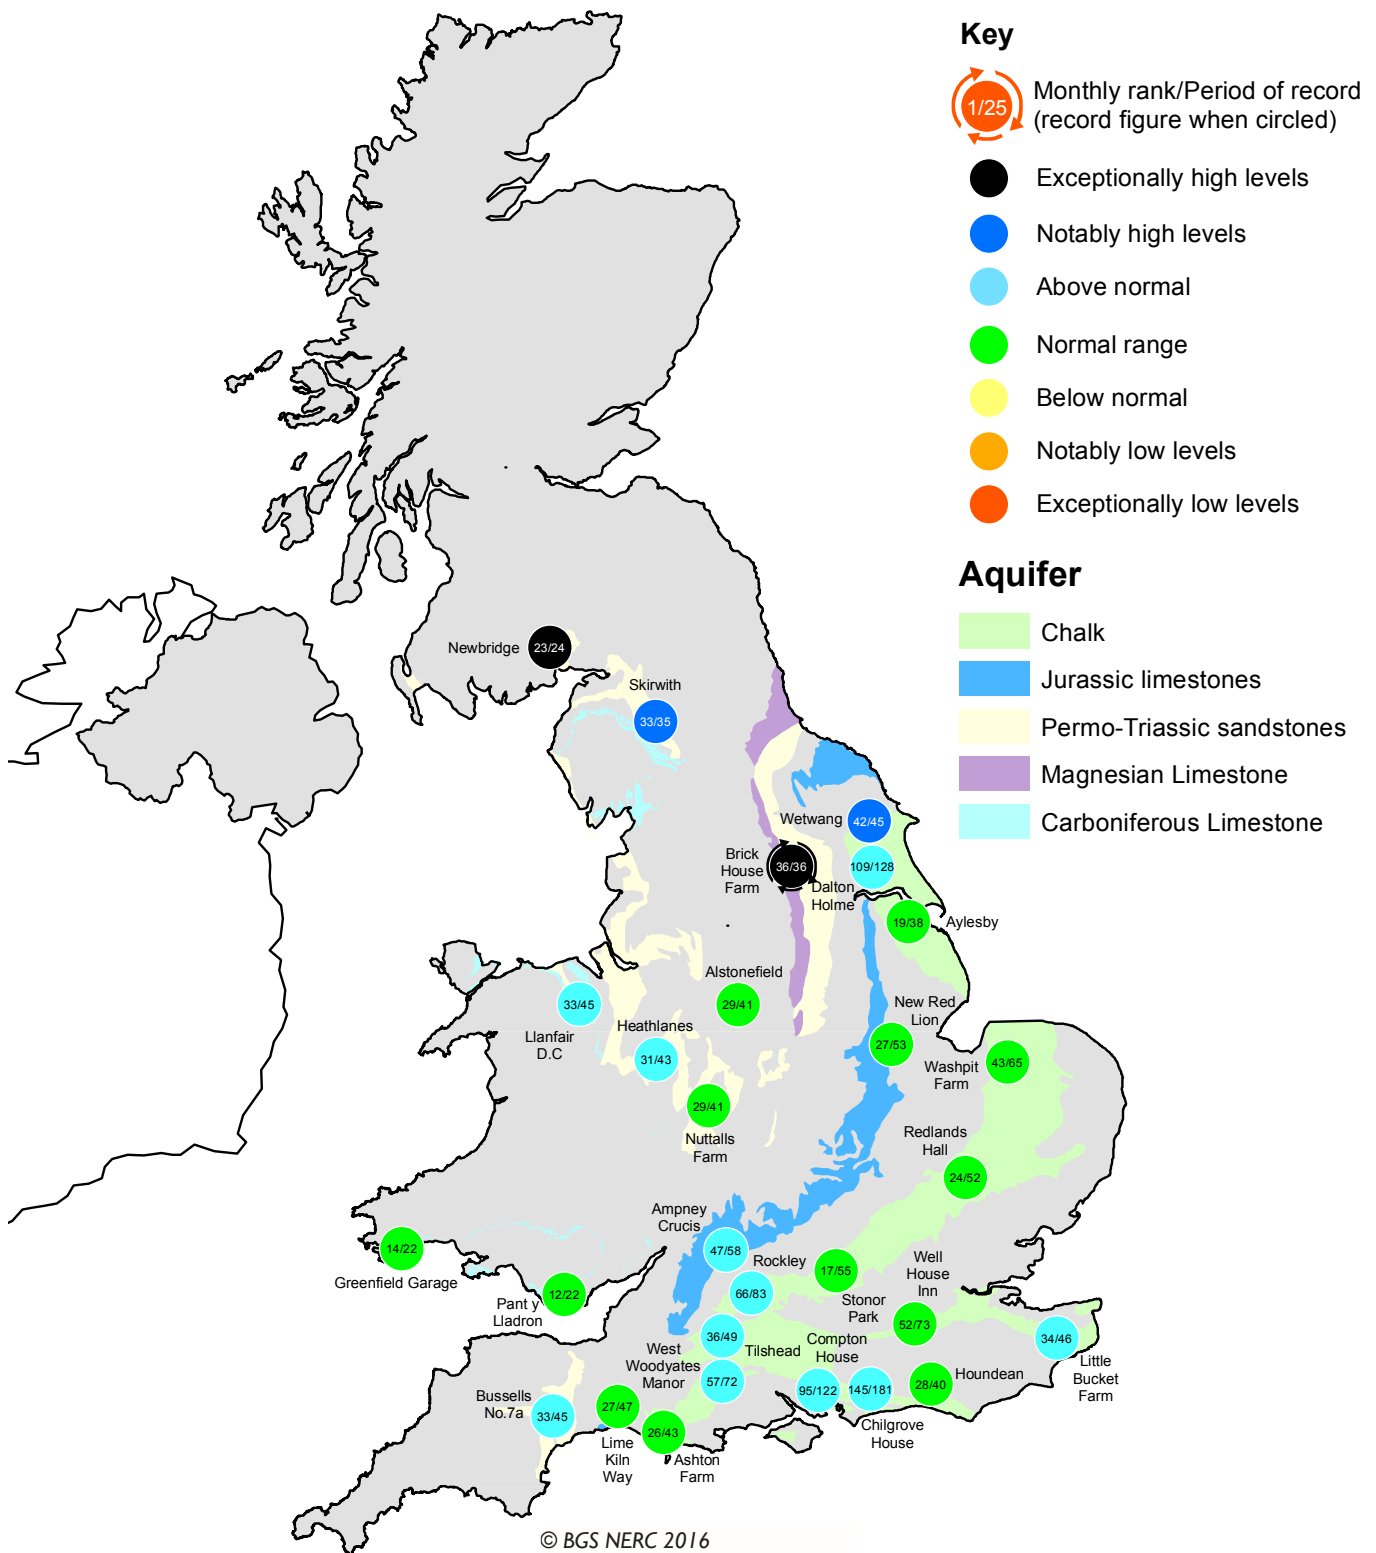 Key
1/25
Monthly rank/Period of record
(record figure when circled)
Exceptionally high levels
Notably high levels
Above normal
Normal range
Below normal
Notably low levels
Exceptionally low levels
Aquifer
Chalk
Jurassic limestones
Permo-Triassic sandstones
Magnesian Limestone
Carboniferous Limestone
Newbridge
23/24
Skirwith
33/35
Wetwang
42/45
Brick
House
Farm
36/36
109/128
Dalton
Holme
19/38
Aylesby
Alstonefield
29/41
33/45
Llanfair
D.C
Heathlanes
31/43
New Red
Lion
27/53
43/65
Washpit
Farm
29/41
Nuttalls
Farm
Redlands
Hall
24/52
Ampney
Crucis
47/58
14/22
Greenfield Garage
12/22
Pant y
Lladron
Rockley
66/83
17/55
Stonor
Park
Well
House
Inn
52/73
36/49
Tilshead
West
Woodyates
Manor
57/72
Compton
House
95/122
145/181
Chilgrove
House
28/40
Houndean
34/46
Little
Bucket
Farm
Bussells
No.7a
33/45
27/47
Lime
Kiln
Way
26/43
Ashton
Farm
© BGS NERC 2016